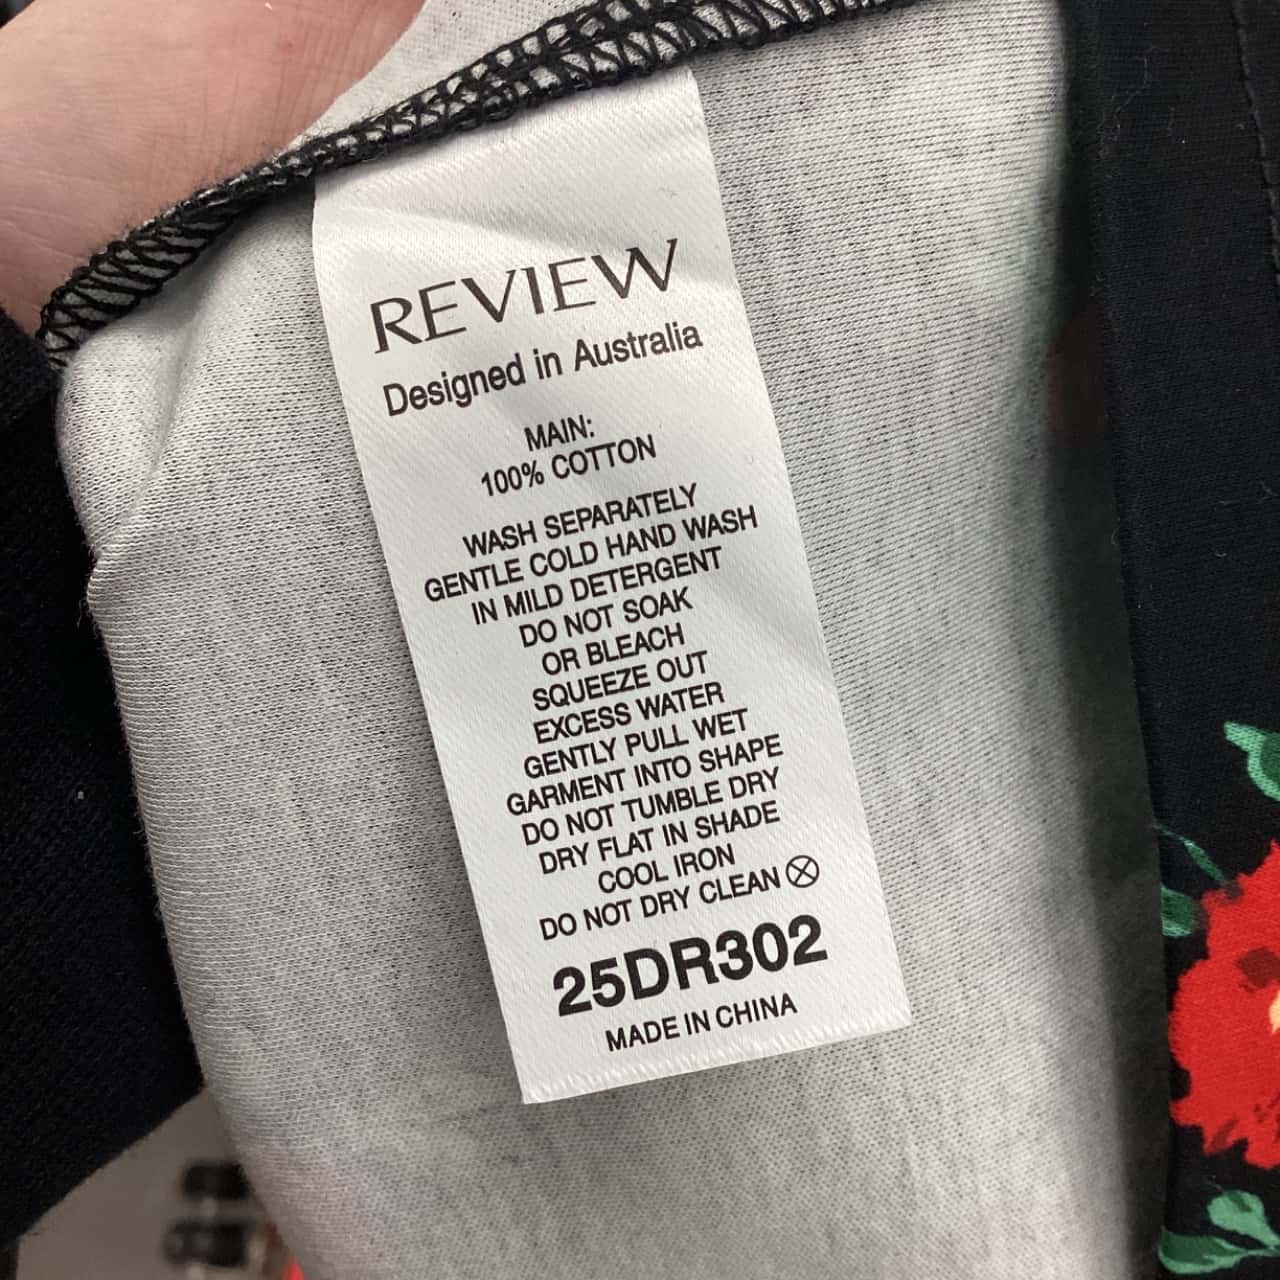 REVIEW
Designed in Australia
MAIN:
100% COTTON
WASH SEPARATELY
GENTLE COLD HAND WASH
IN MILD DETERGENT
DO NOT SOAK
OR BLEACH
SQUEEZE OUT
EXCESS WATER
GENTLY PULL WET
GARMENT INTO SHAPE
DO NOT TUMBLE DRY
DRY FLAT IN SHADE
COOL IRON
DO NOT DRY CLEAN
25DR302
MADE IN CHINA